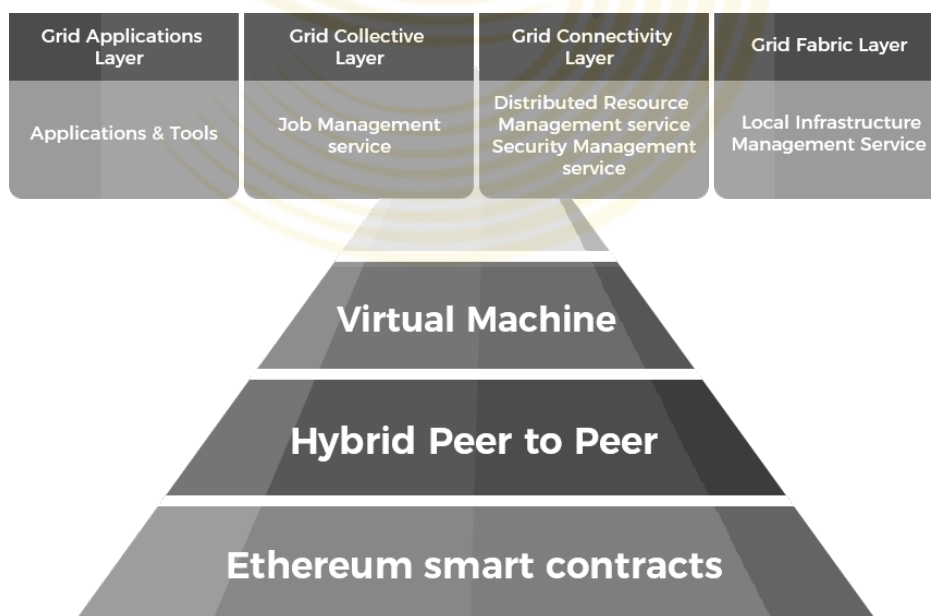 Grid Applications
Layer
Applications & Tools
Grid Collective
Layer
Job Management
service
Grid Connectivity
Layer
Distributed Resource
Management service
Security Management
service
Grid Fabric Layer
Local Infrastructure
Management Service
Virtual Machine
Hybrid Peer to Peer
Ethereum smart contracts